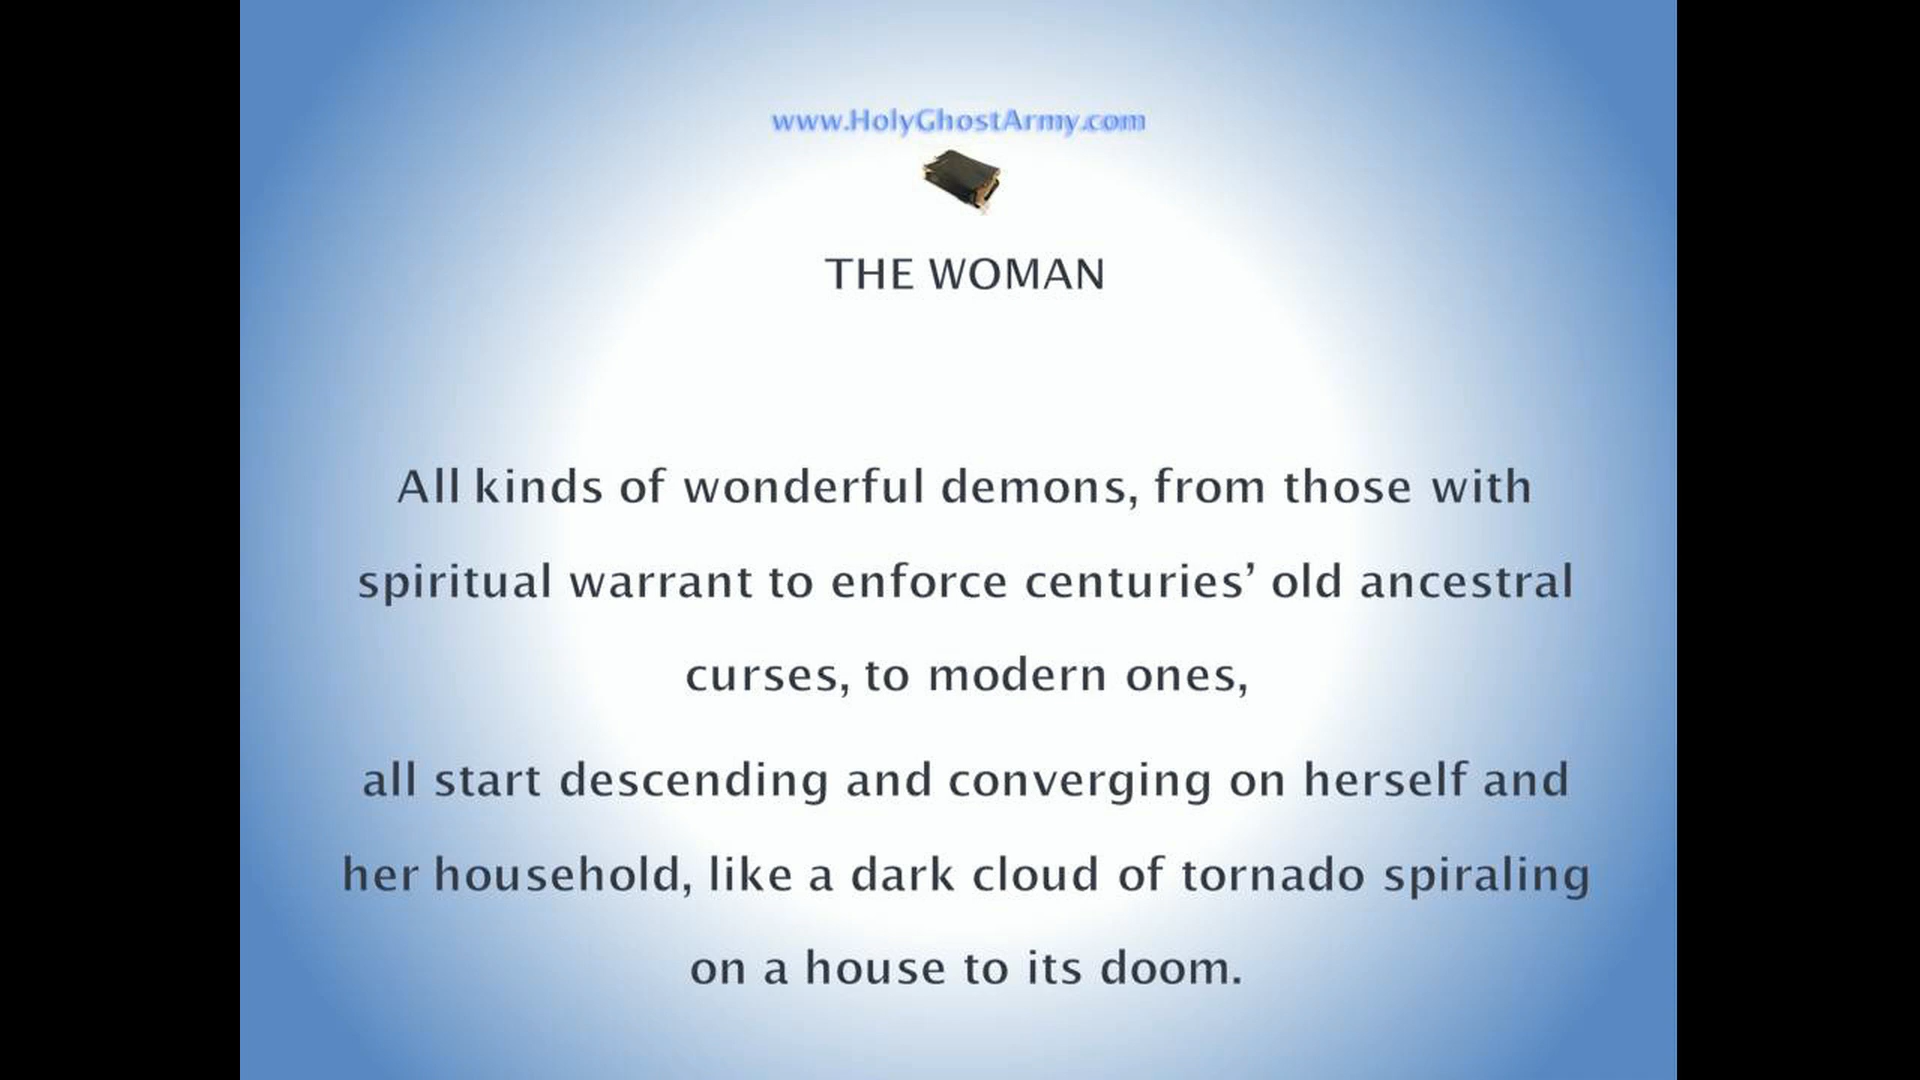 www.HolyGhostArmy.com
THE WOMAN
All kinds of wonderful demons, from those with
spiritual warrant to enforce centuries’ old ancestral
curses, to modern ones,
all start descending and converging on herself and
her household, like a dark cloud of tornado spiraling
on a house to its doom.